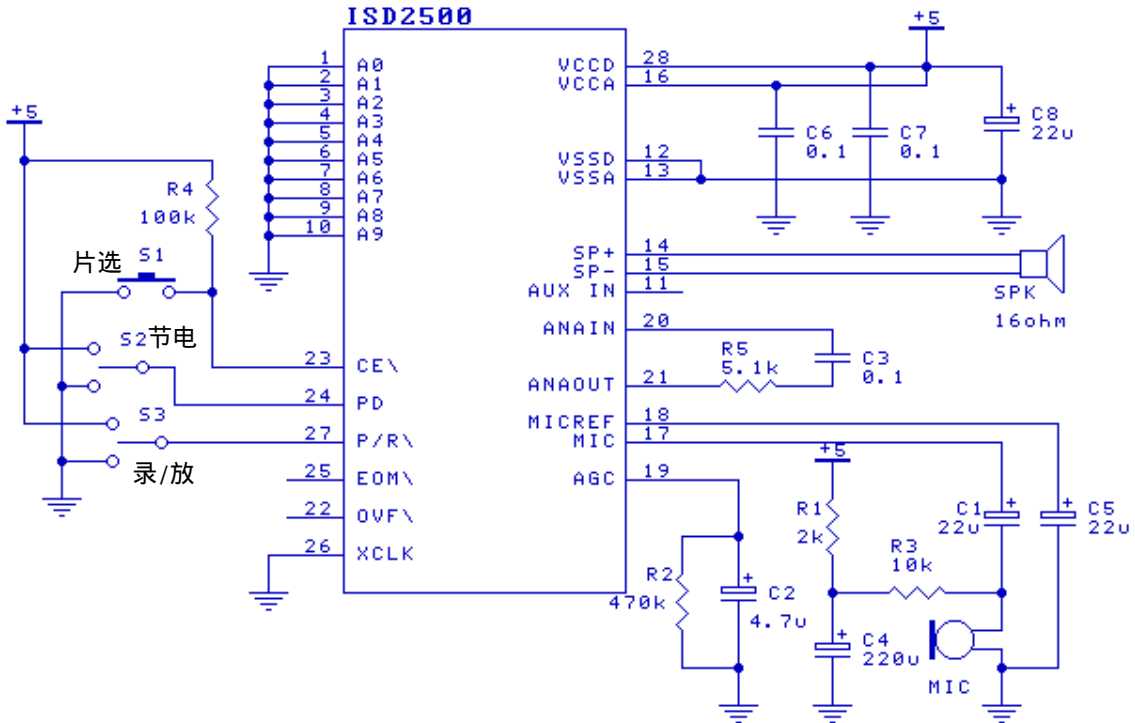 ISD2500
+5
1 A0
2 A1
3 A2
4 A3
5 A4
6 A5
7 A6
8 A7
9 A8
10 A9
+5
R4
100k
片选
S1
S2 节电
S3
录/放
23 CE\
24 PD
27 P/R\
25 EOM\
22 OVF\
26 XCLK
VCCD 28
VCCA 16
VSSD 12
VSSA 13
SP+ 14
SP- 15
AUX IN 11
ANAIN 20
ANAOUT 21
MICREF 18
MIC 17
AGC 19
C6
0.1
C7
0.1
+
C8
22u
SPK
16ohm
R5
5.1k
C3
0.1
+5
R1
2k
R3
10k
+
C1
22u
+
C5
22u
R2
470k
+
C2
4.7u
+
C4
220u
MIC